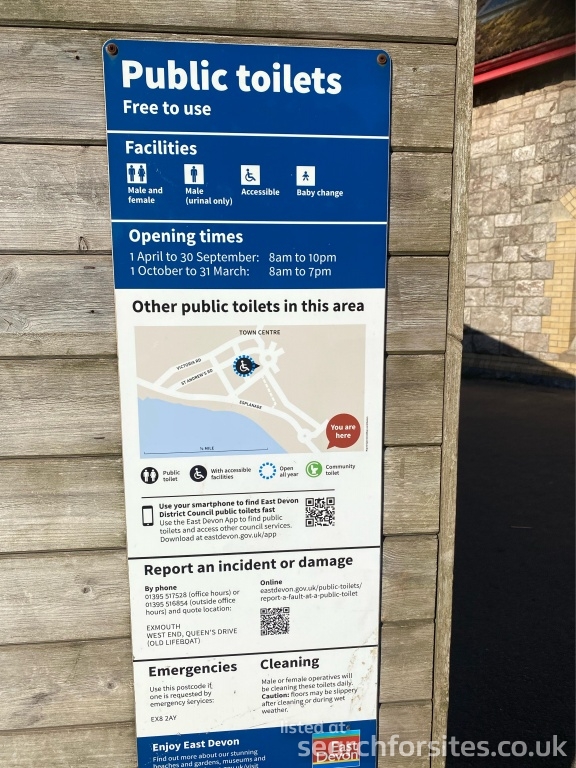 Public toilets
Free to use
Facilities
Male and
female
Male
(urinal only)
Accessible
Baby change
Opening times
1 April to 30 September: 8am to 10pm
1 October to 31 March: 8am to 7pm
Other public toilets in this area
TOWN CENTRE
VICTORIA RD
ST ANDREW'S RD
ESPLANADE
You are
here
½ MILE
Public
toilet
With accessible
facilities
Open
all year
Community
toilet
Use your smartphone to find East Devon
District Council public toilets fast
Use the East Devon App to find public
toilets and access other council services.
Download at eastdevon.gov.uk/app
Report an incident or damage
By phone
01395 517528 (office hours) or
01395 516854 (outside office
hours) and quote location:
EXMOUTH
WEST END, QUEEN'S DRIVE
(OLD LIFEBOAT)
Online
eastdevon.gov.uk/public-toilets/
report-a-fault-at-a-public-toilet
Emergencies
Use this postcode if,
one is requested by
emergency services:
EX8 2AY
Cleaning
Male or female operatives will
be cleaning these toilets daily.
Caution: floors may be slippery
after cleaning or during wet
weather.
Enjoy East Devon
Find out more about our stunning
beaches and gardens, museums and
East
Devon
listed at
searchforsites.co.uk